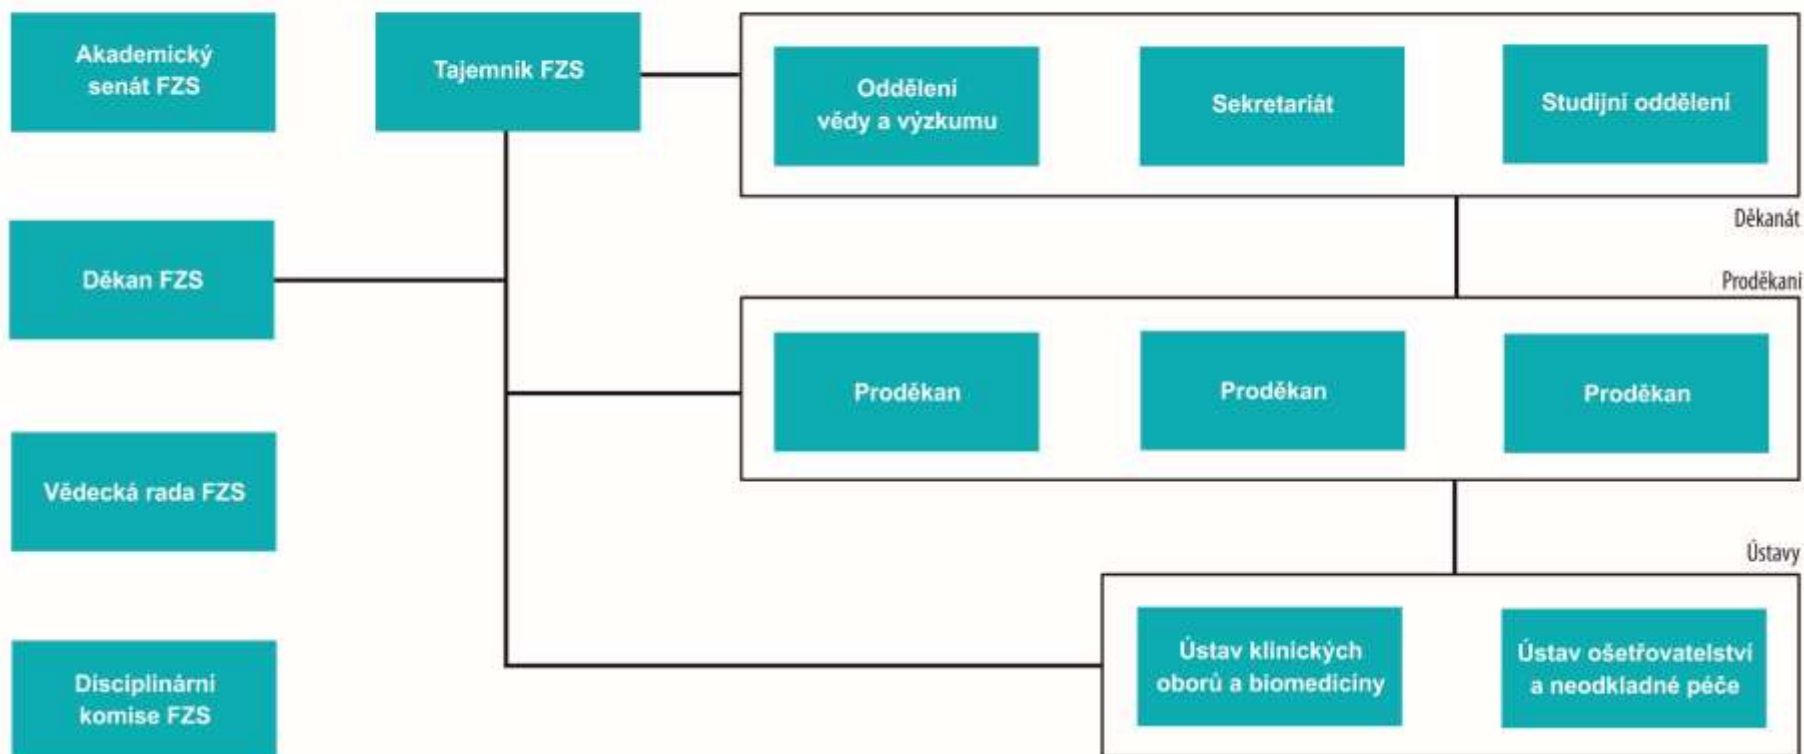 Akademický
senát FZS
Tajemník FZS
Oddělení
vědy a výzkumu
Sekretariát
Studijní oddělení
Děkanát
Děkan FZS
Proděkani
Proděkan
Proděkan
Proděkan
Vědecká rada FZS
Ústavy
Ústav klinických
oborů a biomedicíny
Ústav ošetřovatelství
a neodkladné péče
Disciplinární
komise FZS